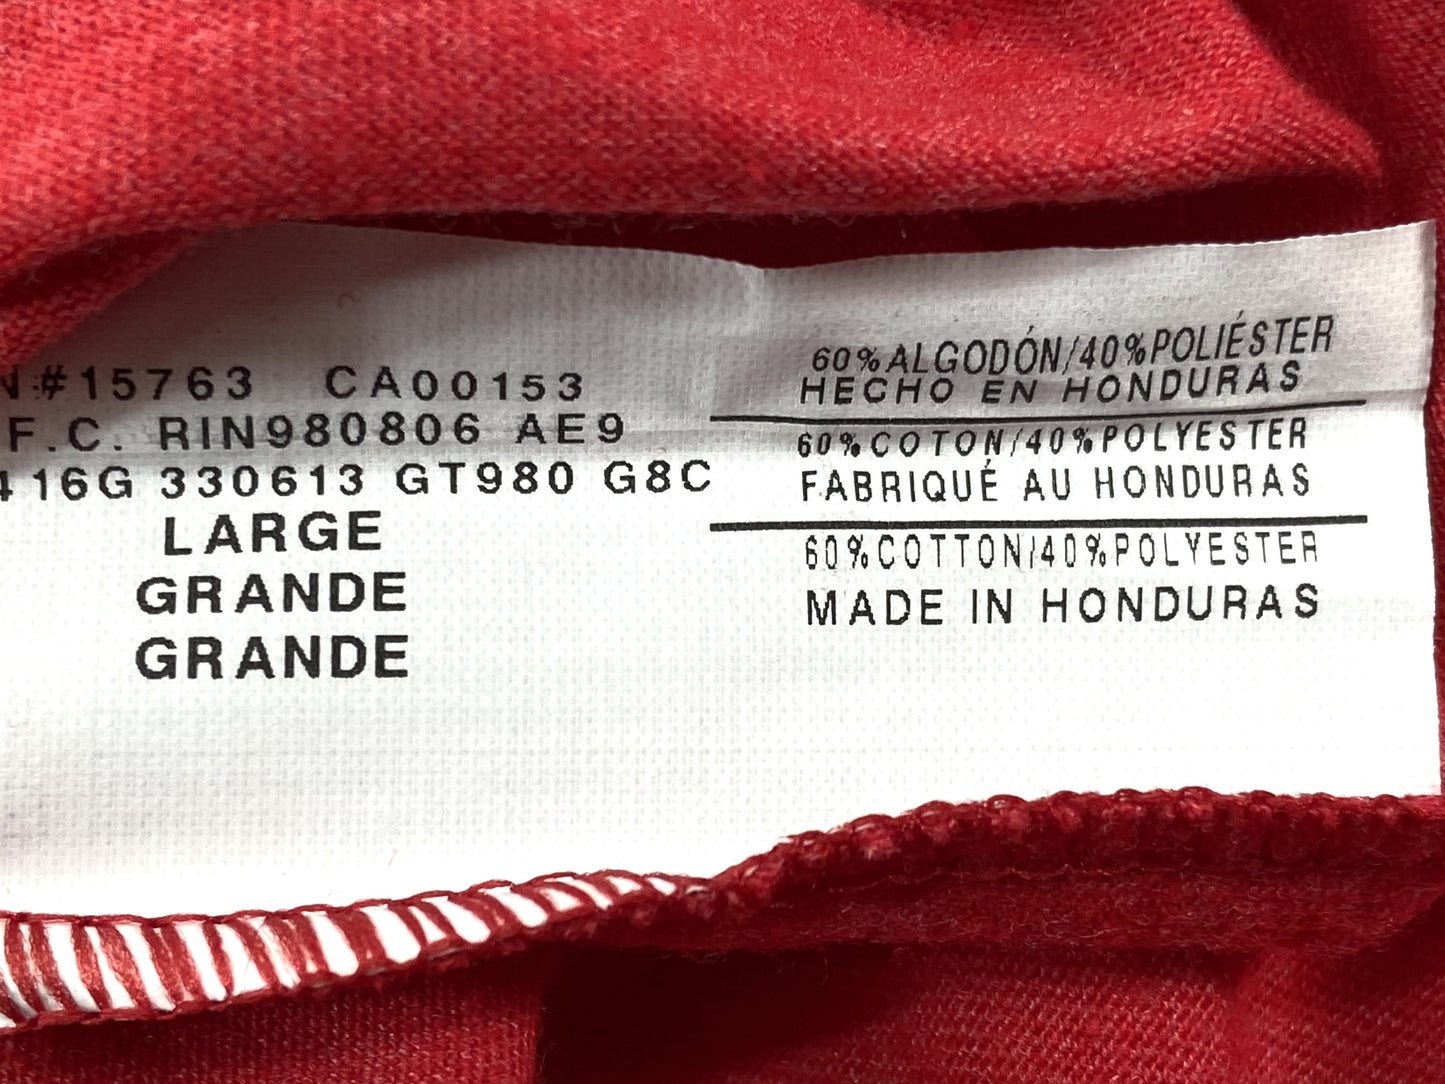 #15763 CA00153
F.C. RIN980806 AE9
416G 330613 GT980 G8C
LARGE
GRANDE
GRANDE
60%ALGODÓN/40%POLIÉSTER
HECHO EN HONDURAS
60%COTON/40%POLYESTER
FABRIQUÉ AU HONDURAS
60%COTTON/40%POLYESTER
MADE IN HONDURAS